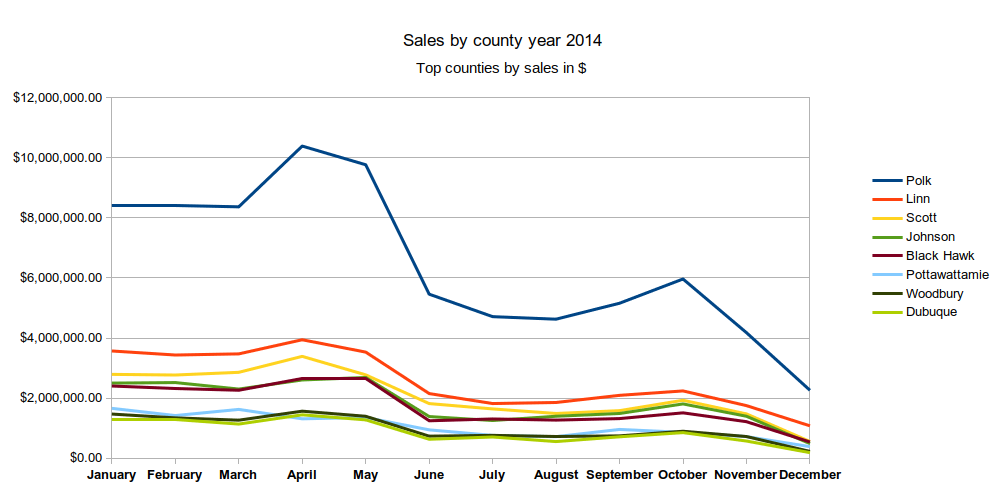 Sales by county year 2014
Top counties by sales in $
$12,000,000.00
$10,000,000.00
$8,000,000.00
$6,000,000.00
$4,000,000.00
$2,000,000.00
$0.00
January February March April May June July August September October November December
Polk
Linn
Scott
Johnson
Black Hawk
Pottawattamie
Woodbury
Dubuque